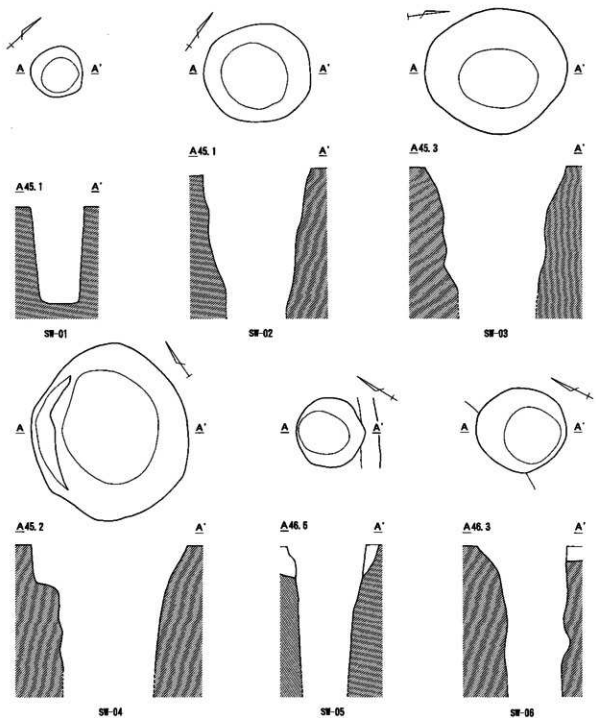 A A'
A A'
A A'
A45.1 A'
A45.1 A'
A45.3 A'
SW-01
SW-02
SW-03
A A'
A A'
A A'
A45.2 A'
A46.6 A'
A46.3 A'
SW-04
SW-05
SW-06